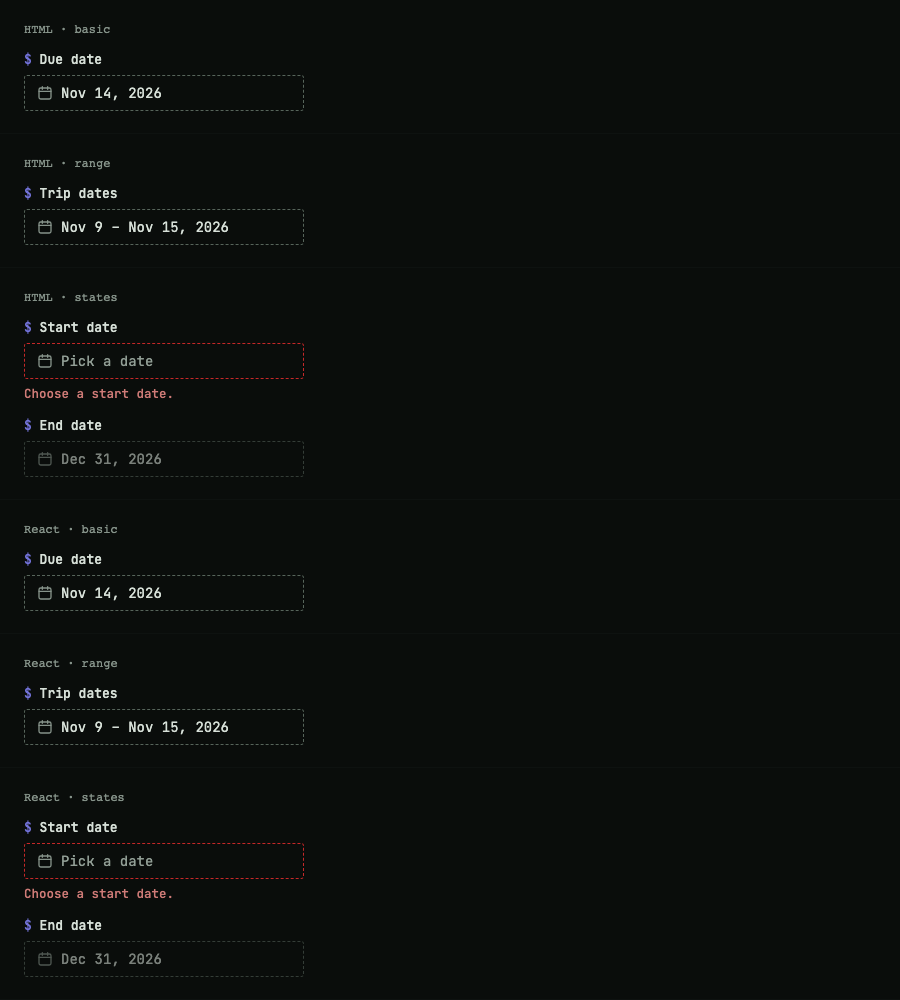 HTML · basic
$ Due date
Nov 14, 2026
HTML · range
$ Trip dates
Nov 9 – Nov 15, 2026
HTML · states
$ Start date
Pick a date
Choose a start date.
$ End date
Dec 31, 2026
React · basic
$ Due date
Nov 14, 2026
React · range
$ Trip dates
Nov 9 – Nov 15, 2026
React · states
$ Start date
Pick a date
Choose a start date.
$ End date
Dec 31, 2026